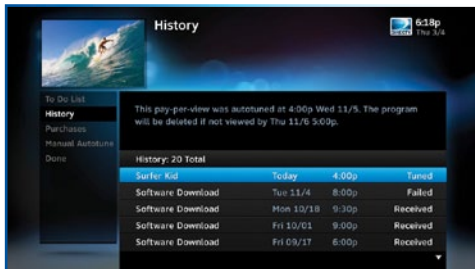 History
6:18p
DIRECTV
Thu 3/4
To Do List
History
Purchases
Manual Autotune
Done
This pay-per-view was autotuned at 4:00p Wed 11/5. The program
will be deleted if not viewed by Thu 11/6 5:00p.
History: 20 Total
Surfer Kid Today 4:00p Tuned
Software Download Tue 11/4 8:00p Failed
Software Download Mon 10/18 9:30p Received
Software Download Fri 10/01 9:00p Received
Software Download Fri 09/17 6:00p Received